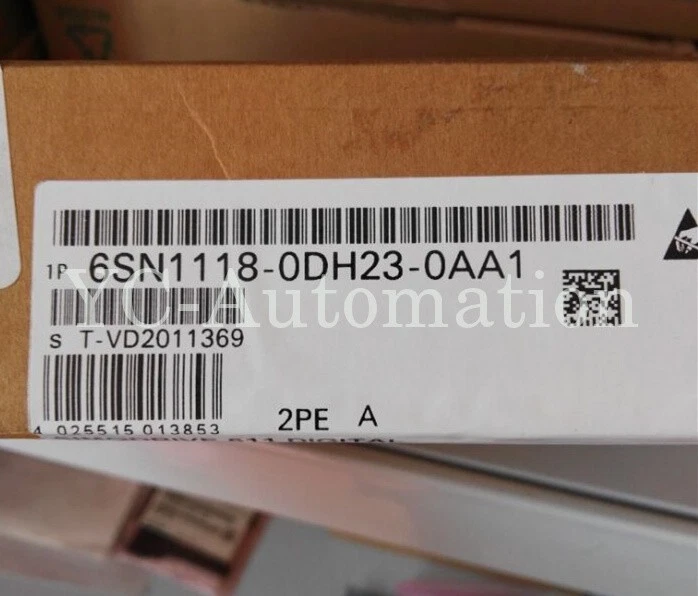 1P 6SN1118-0DH23-0AA1
YC-Automation
S T-VD2011369
2PE A
4 025515 013853